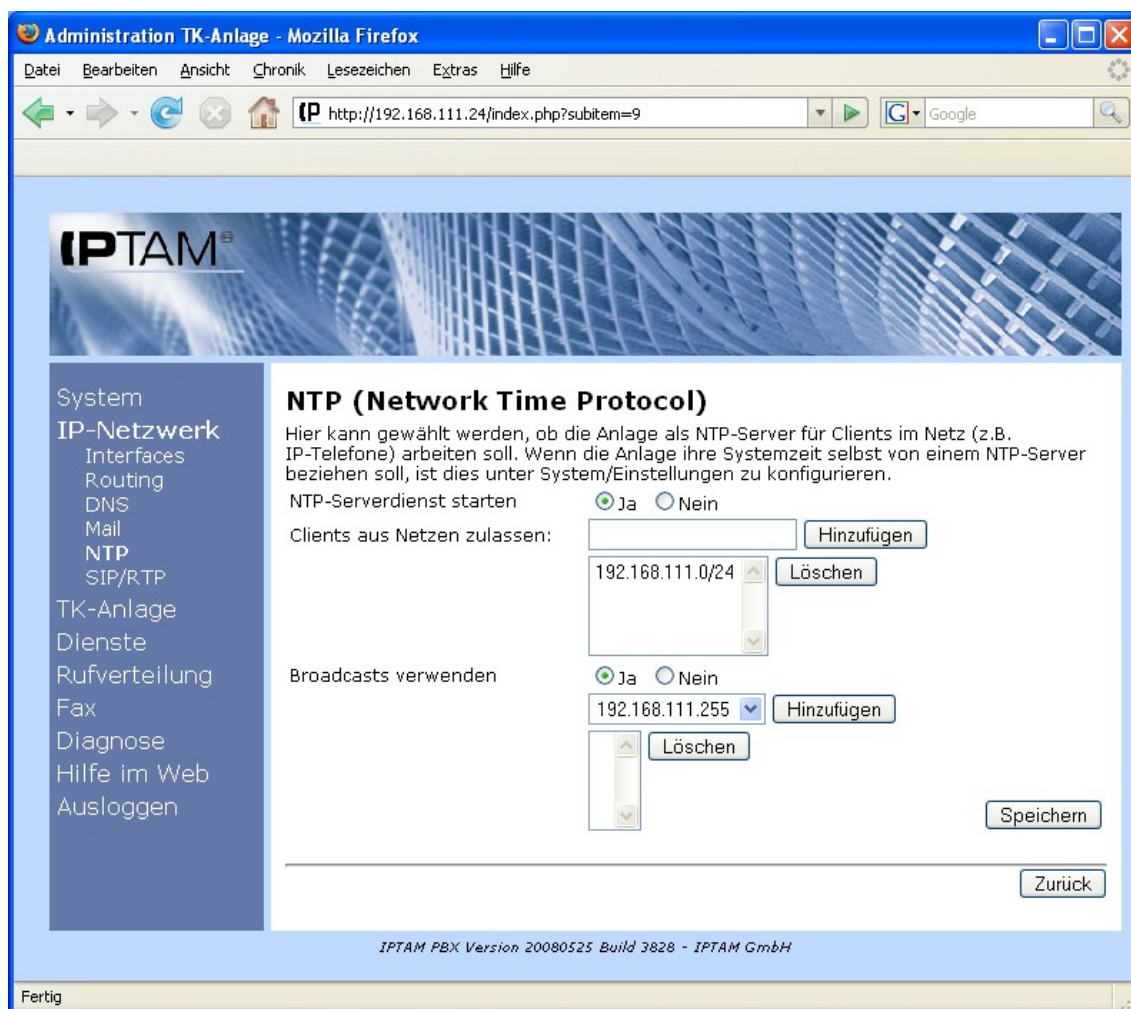 Administration TK-Anlage - Mozilla Firefox
Datei Bearbeiten Ansicht Chronik Lesezeichen Extras Hilfe
(P http://192.168.111.24/index.php?subitem=9 G Google
(PTAM®
System
IP-Netzwerk
Interfaces
Routing
DNS
Mail
NTP
SIP/RTP
TK-Anlage
Dienste
Rufverteilung
Fax
Diagnose
Hilfe im Web
Ausloggen
NTP (Network Time Protocol)
Hier kann gewählt werden, ob die Anlage als NTP-Server für Clients im Netz (z.B.
IP-Telefone) arbeiten soll. Wenn die Anlage ihre Systemzeit selbst von einem NTP-Server
beziehen soll, ist dies unter System/Einstellungen zu konfigurieren.
NTP-Serverdienst starten Ja Nein
Clients aus Netzen zulassen: Hinzufügen
192.168.111.0/24 Löschen
Broadcasts verwenden Ja Nein
192.168.111.255 Hinzufügen
Löschen
Speichern
Zurück
IPTAM PBX Version 20080525 Build 3828 - IPTAM GmbH
Fertig